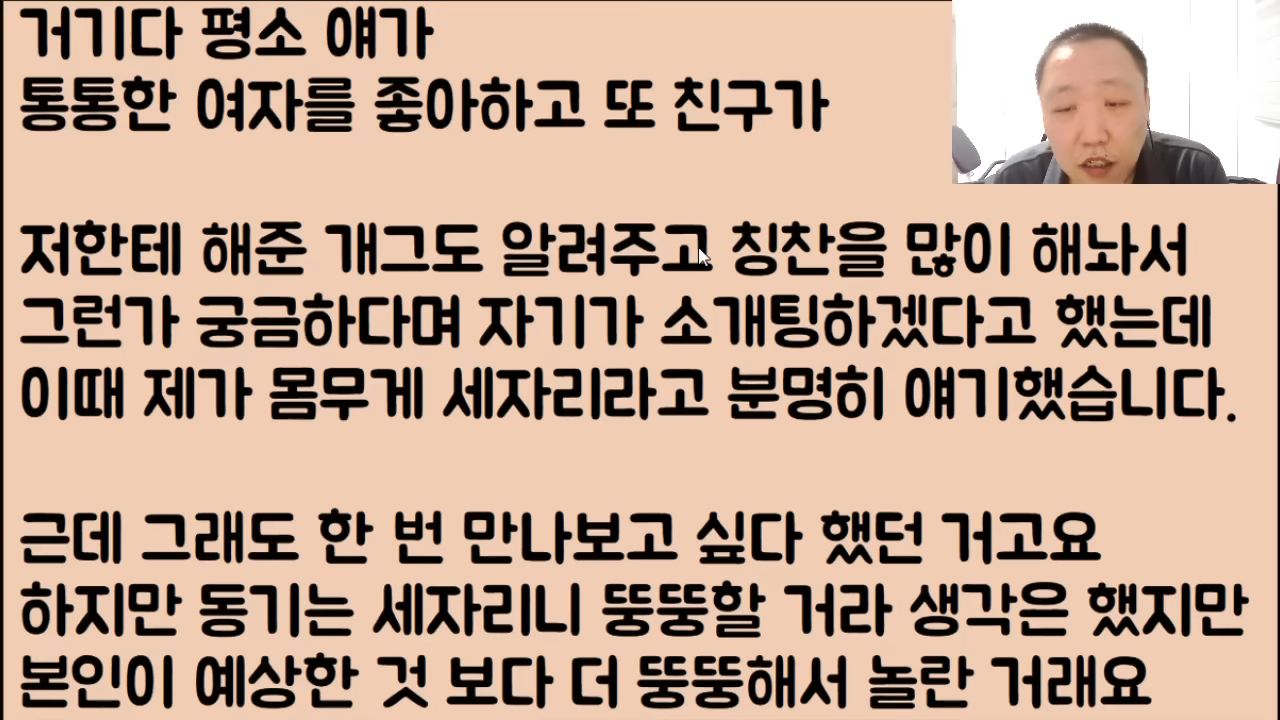 거기다 평소 얘가
통통한 여자를 좋아하고 또 친구가
저한테 해준 개그도 알려주고 칭찬을 많이 해놔서
그런가 궁금하다며 자기가 소개팅하겠다고 했는데
이때 제가 몸무게 세자리라고 분명히 얘기했습니다.
근데 그래도 한 번 만나보고 싶다 했던 거고요
하지만 동기는 세자리니 뚱뚱할 거라 생각은 했지만
본인이 예상한 것 보다 더 뚱뚱해서 놀란 거래요